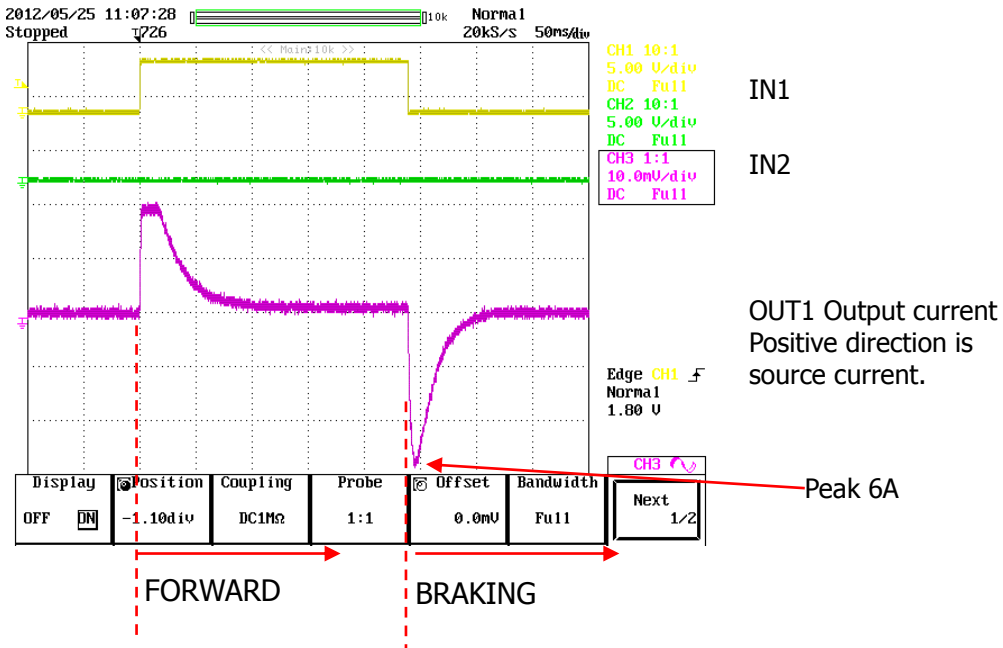 2012/05/25 11:07:28
10k
Normal
Stopped
726
20kS/s 50ms/div
<< Main:10k >>
CH1 10:1
5.00 V/div
DC Full
CH2 10:1
5.00 V/div
DC Full
CH3 1:1
10.0mV/div
DC Full
IN1
IN2
OUT1 Output current
Positive direction is
source current.
Edge CH1
Normal
1.80 V
CH3
Peak 6A
Display
OFF ON
Position
-1.10div
Coupling
DC1MΩ
Probe
1:1
Offset
0.0mV
Bandwidth
Full
Next
1/2
FORWARD
BRAKING